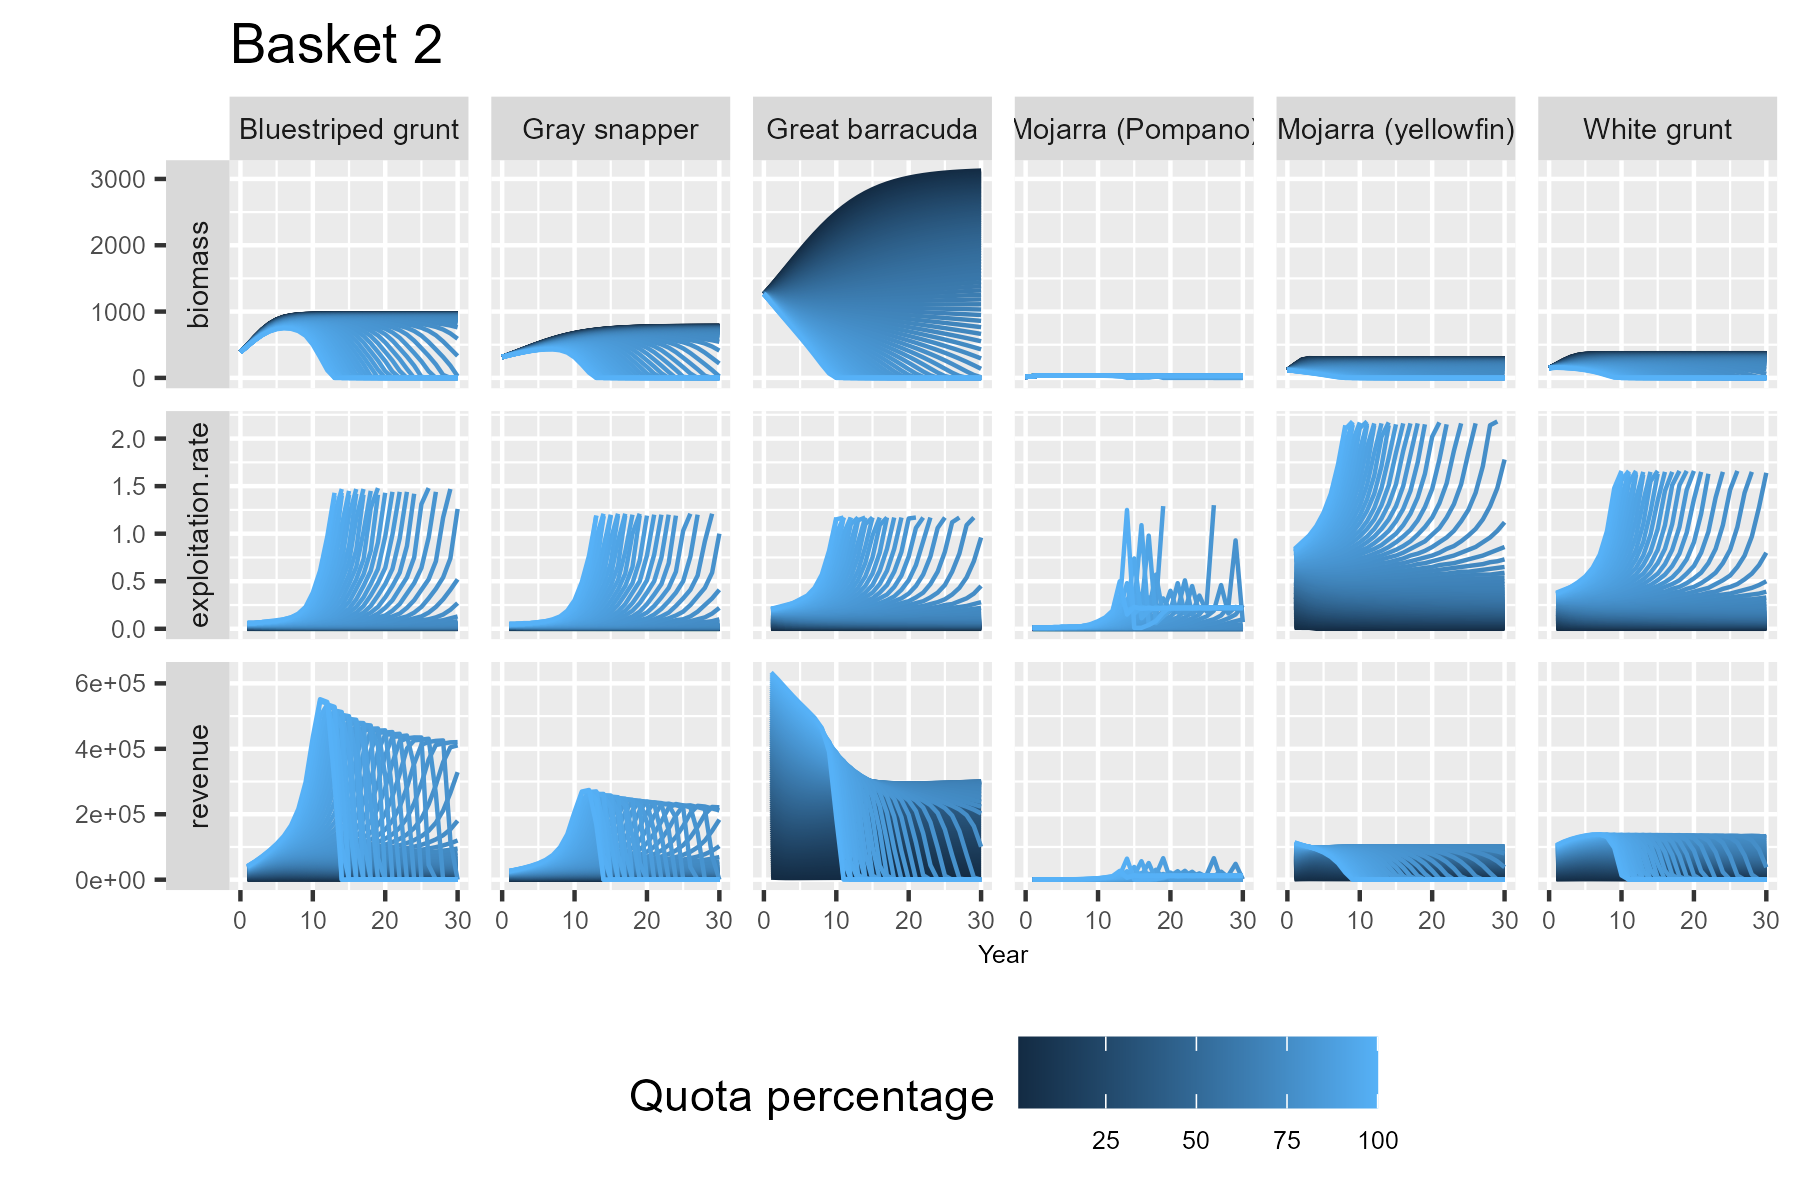 Basket 2
Bluestriped grunt Gray snapper Great barracuda Mojarra (Pompano) Mojarra (yellowfin) White grunt
biomass
3000
2000
1000
0
exploitation.rate
2.0
1.5
1.0
0.5
0.0
revenue
6e+05
4e+05
2e+05
0e+00
0 10 20 30 0 10 20 30 0 10 20 30 0 10 20 30 0 10 20 30 0 10 20 30
Year
Quota percentage
25 50 75 100